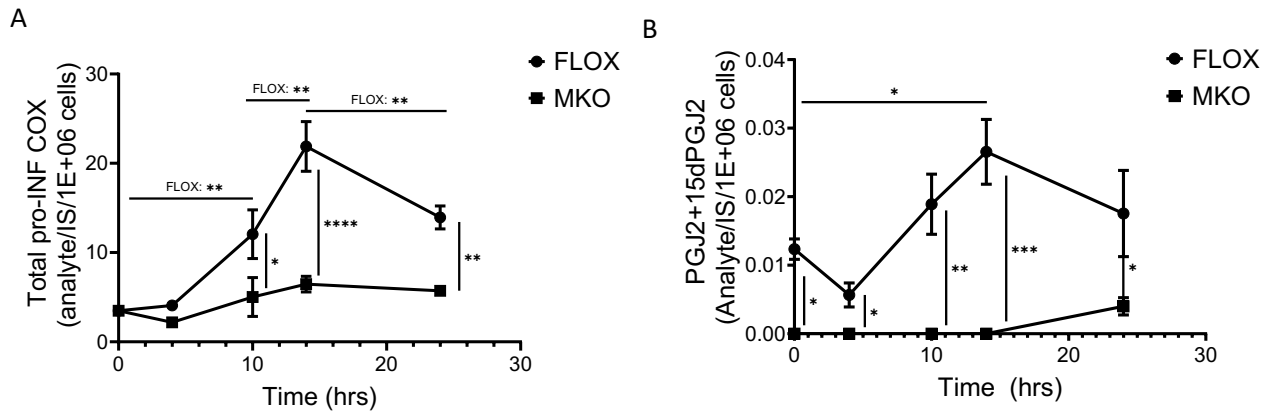 A
FLOX
MKO
Total pro-INF COX
(analyte/IS/1E+06 cells)
30
20
10
0
FLOX: **
FLOX: **
FLOX: **
*
****
**
0 10 20 30
Time (hrs)
B
FLOX
MKO
PGJ2+15dPGJ2
(Analyte/IS/1E+06 cells)
0.04
0.03
0.02
0.01
0.00
*
*
*
**
***
*
0 10 20 30
Time (hrs)